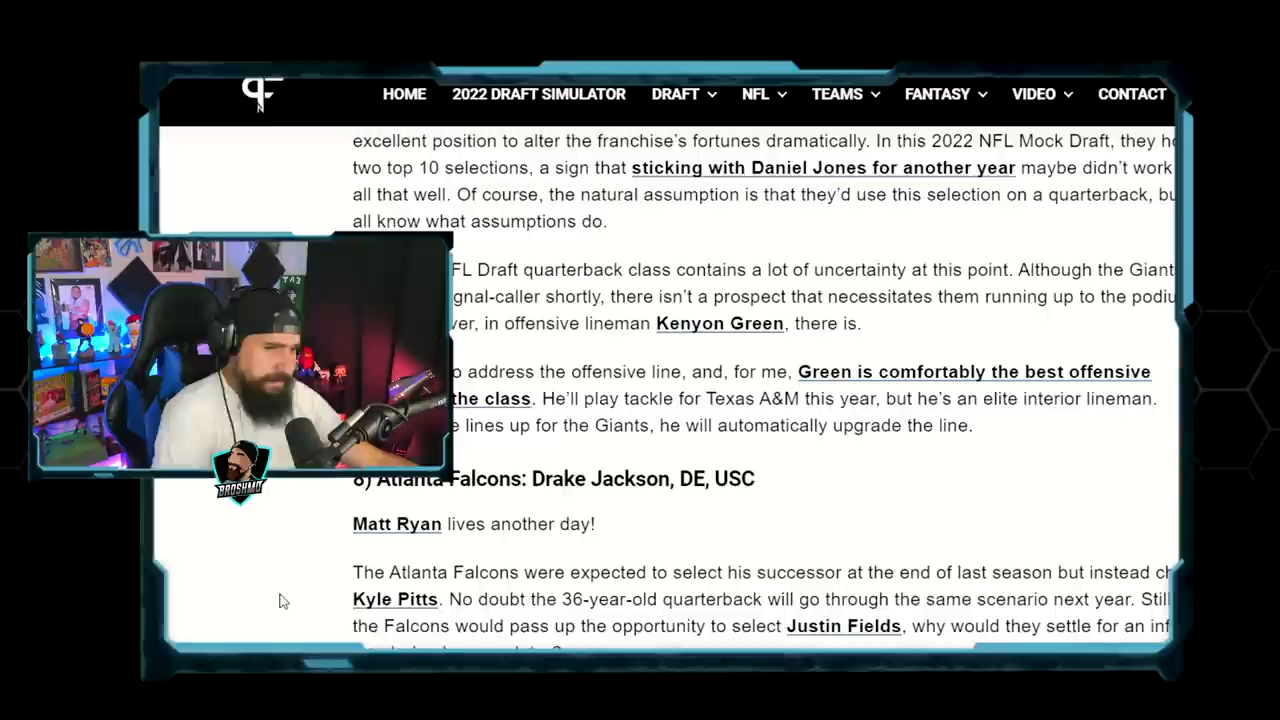 HOME 2022 DRAFT SIMULATOR DRAFT NFL TEAMS FANTASY VIDEO CONTACT
excellent position to alter the franchise's fortunes dramatically. In this 2022 NFL Mock Draft, they
two top 10 selections, a sign that sticking with Daniel Jones for another year maybe didn't work
all that well. Of course, the natural assumption is that they'd use this selection on a quarterback,
all know what assumptions do.
FL Draft quarterback class contains a lot of uncertainty at this point. Although the Giant
gnal-caller shortly, there isn't a prospect that necessitates them running up to the podiu
ver, in offensive lineman Kenyon Green, there is.
o address the offensive line, and, for me, Green is comfortably the best offensive
the class. He'll play tackle for Texas A&M this year, but he's an elite interior lineman.
e lines up for the Giants, he will automatically upgrade the line.
8) Atlanta Falcons: Drake Jackson, DE, USC
Matt Ryan lives another day!
The Atlanta Falcons were expected to select his successor at the end of last season but instead ch
Kyle Pitts. No doubt the 36-year-old quarterback will go through the same scenario next year. Still
the Falcons would pass up the opportunity to select Justin Fields, why would they settle for an inf
BROSHMO